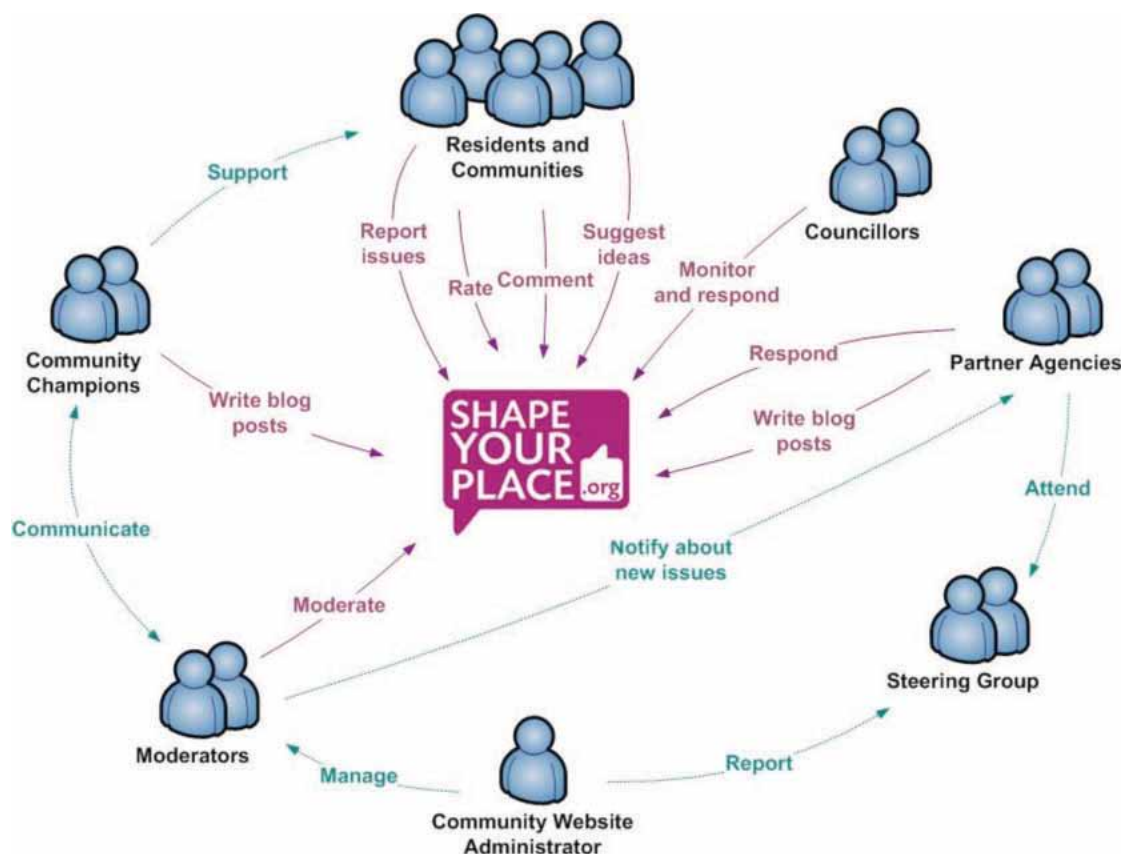 Residents and
Communities
Support
Councillors
Report
issues
Rate
Comment
Suggest
ideas
Monitor
and respond
Community
Champions
Respond
Partner Agencies
Write blog
posts
SHAPE
YOUR
PLACE
.org
Write blog
posts
Attend
Communicate
Notify about
new issues
Moderate
Steering Group
Moderators
Manage
Report
Community Website
Administrator